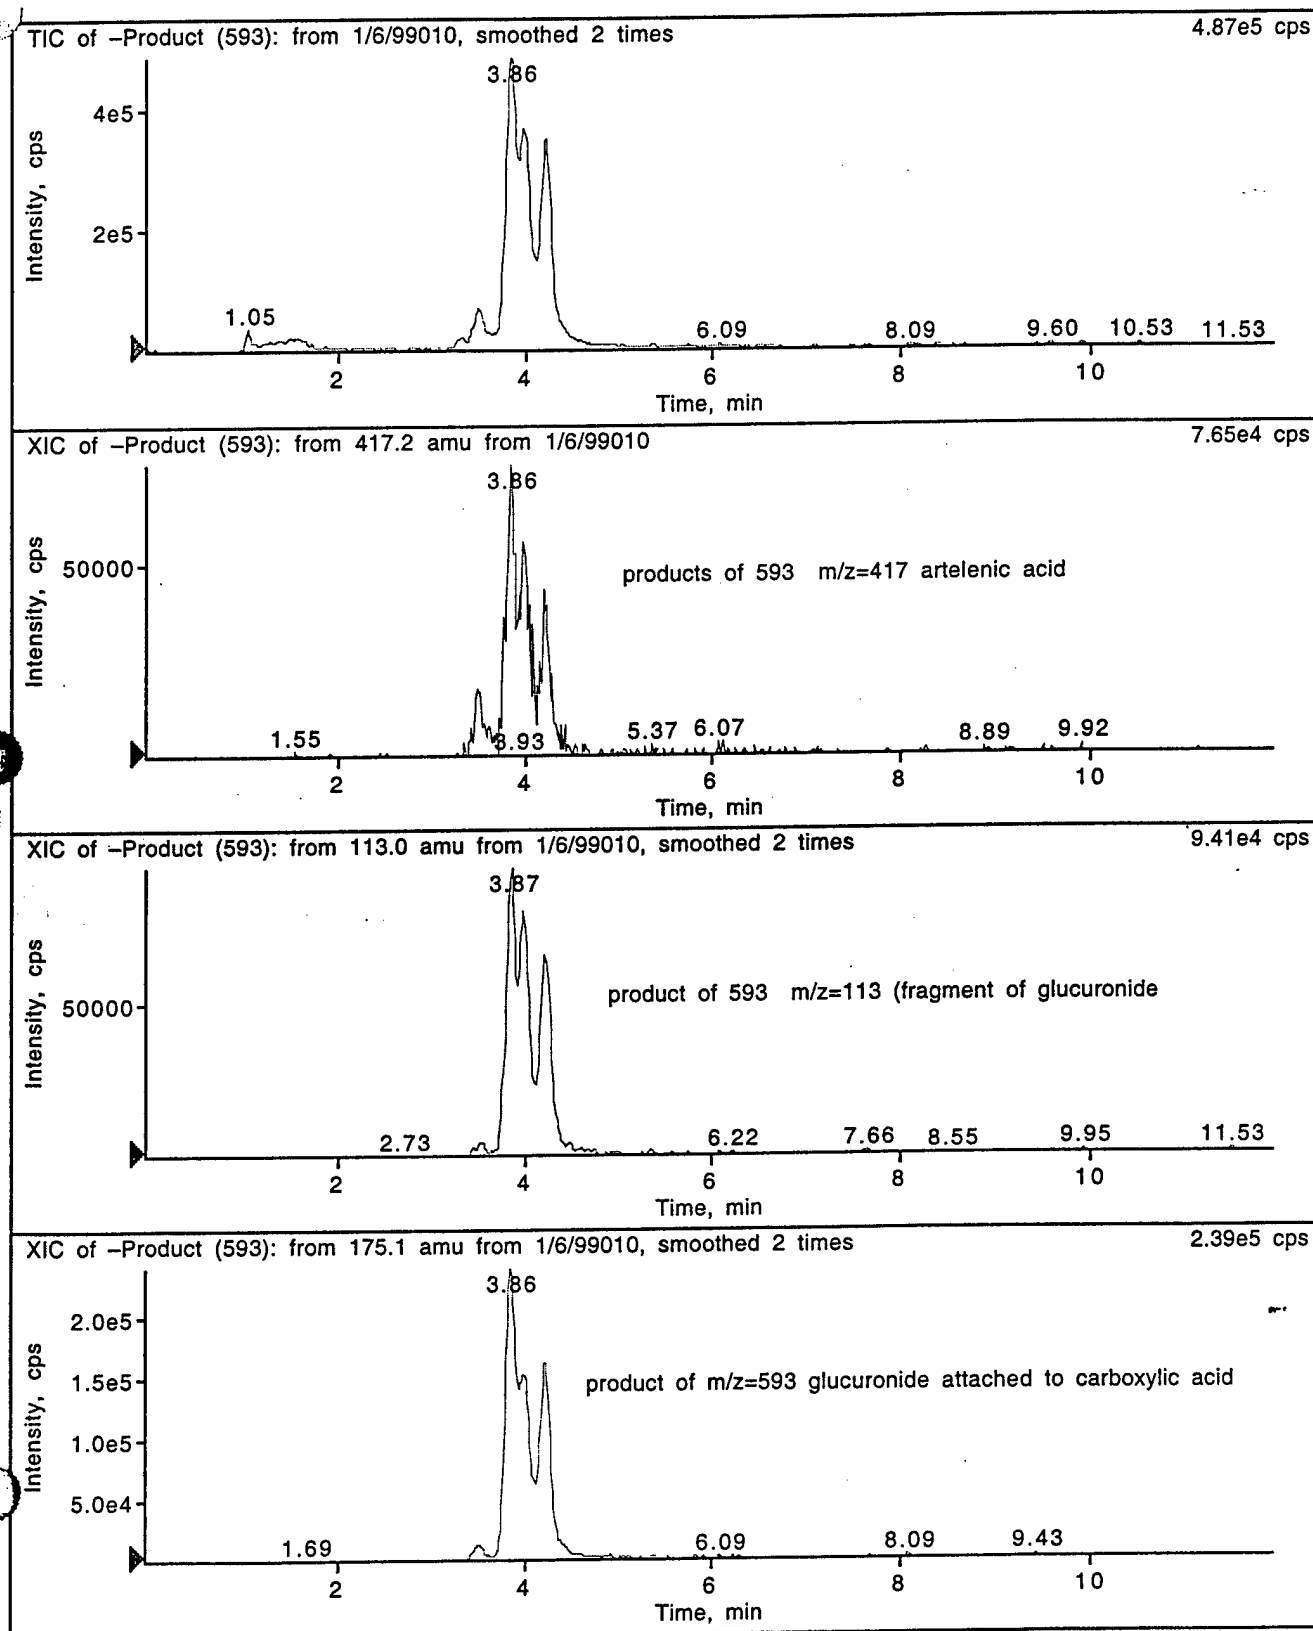 TIC of –Product (593): from 1/6/99010, smoothed 2 times 4.87e5 cps
3.86
4e5
Intensity, cps
2e5
1.05
6.09 8.09 9.60 10.53 11.53
2 4 6 8 10
Time, min
XIC of –Product (593): from 417.2 amu from 1/6/99010 7.65e4 cps
3.86
Intensity, cps
50000
products of 593 m/z=417 artelenic acid
1.55 3.93 5.37 6.07 8.89 9.92
2 4 6 8 10
Time, min
XIC of –Product (593): from 113.0 amu from 1/6/99010, smoothed 2 times 9.41e4 cps
3.87
Intensity, cps
50000
product of 593 m/z=113 (fragment of glucuronide
2.73 6.22 7.66 8.55 9.95 11.53
2 4 6 8 10
Time, min
XIC of –Product (593): from 175.1 amu from 1/6/99010, smoothed 2 times 2.39e5 cps
3.86
2.0e5
Intensity, cps
1.5e5
product of m/z=593 glucuronide attached to carboxylic acid
1.0e5
5.0e4
1.69 6.09 8.09 9.43
2 4 6 8 10
Time, min